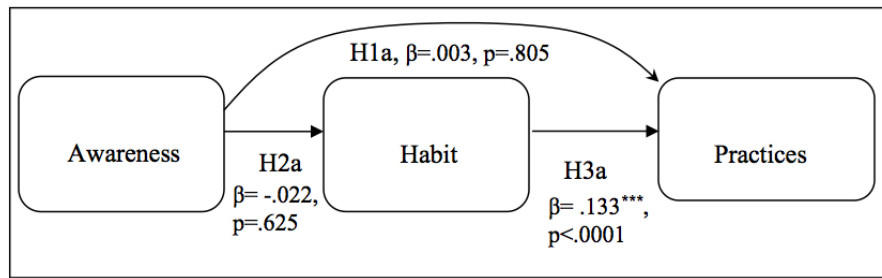 H1a, β=.003, p=.805
Awareness
Habit
Practices
H2a
β= -.022,
p=.625
H3a
β= .133***,
p<.0001